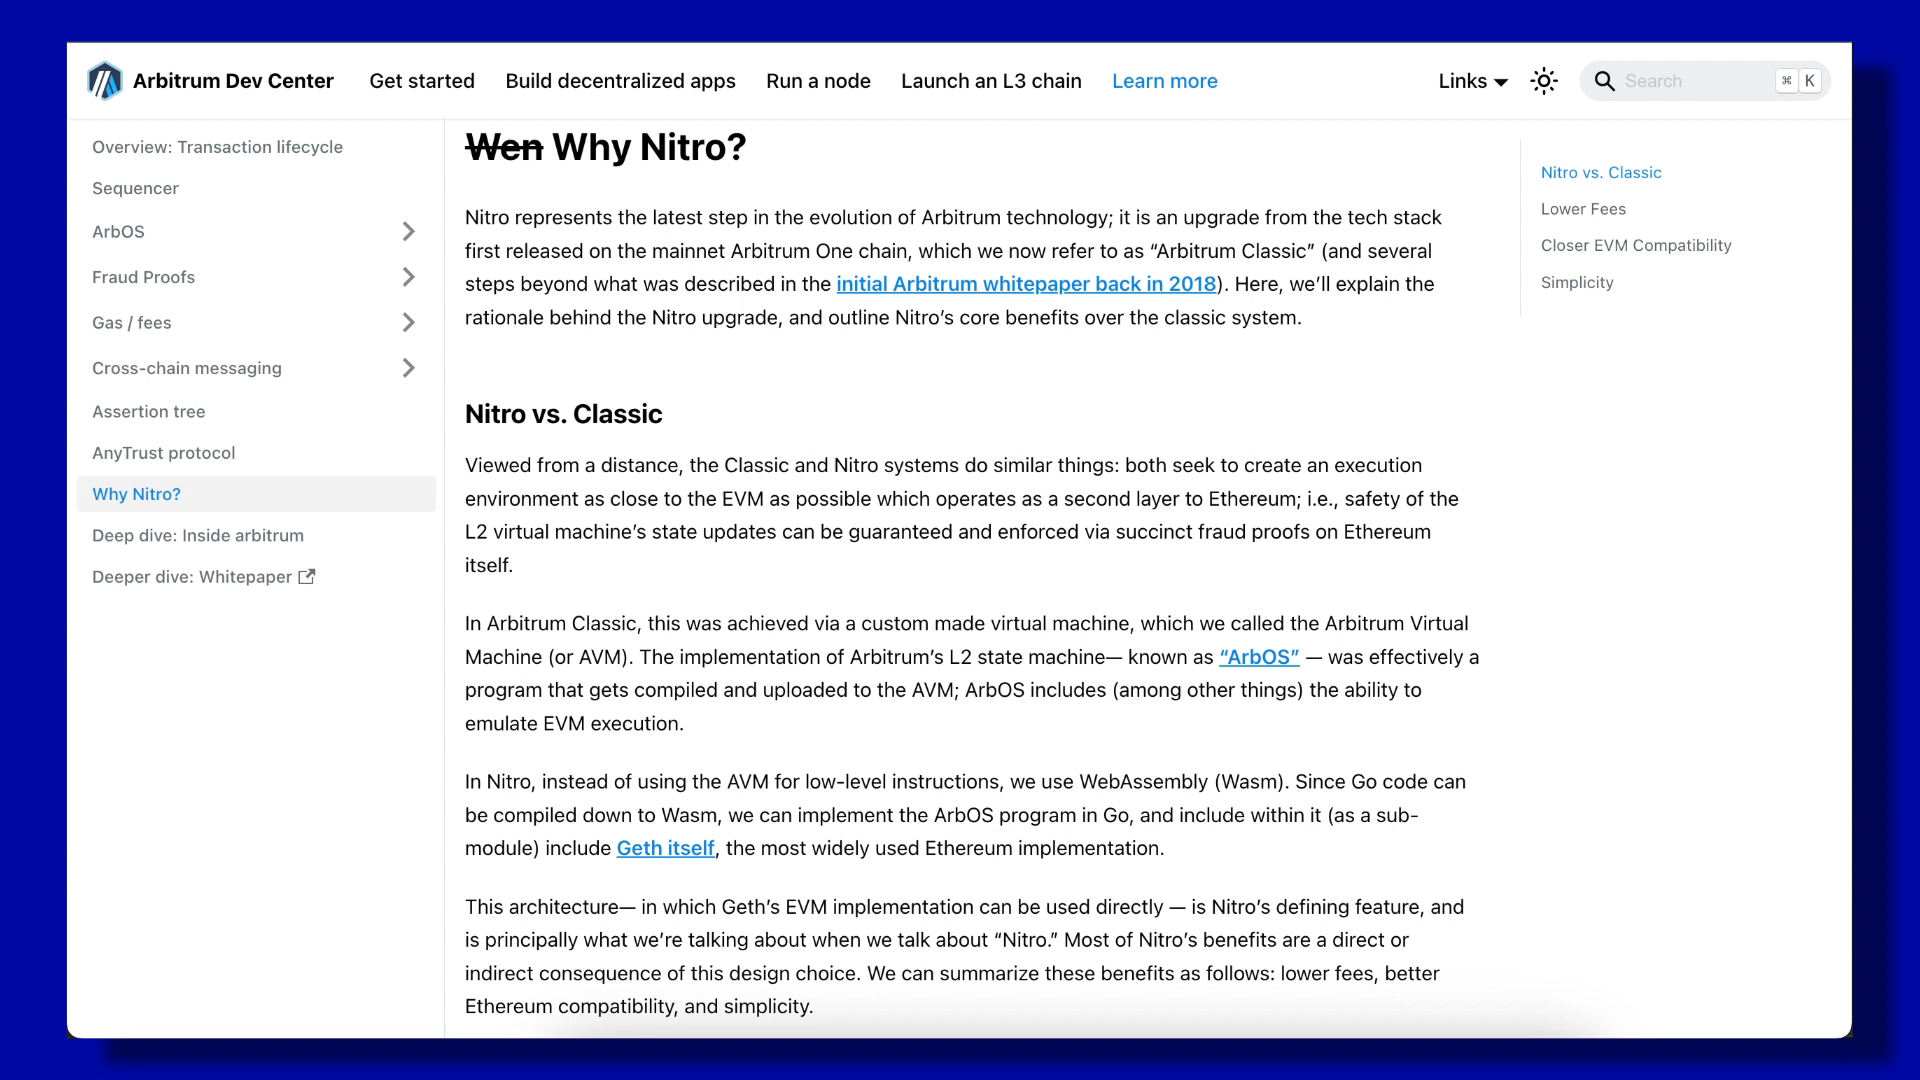 Arbitrum Dev Center
Get started
Build decentralized apps
Run a node
Launch an L3 chain
Learn more
Links
Search
⌘ K
Overview: Transaction lifecycle
Sequencer
ArbOS
Fraud Proofs
Gas / fees
Cross-chain messaging
Assertion tree
AnyTrust protocol
Why Nitro?
Deep dive: Inside arbitrum
Deeper dive: Whitepaper
Wen Why Nitro?
Nitro represents the latest step in the evolution of Arbitrum technology; it is an upgrade from the tech stack
first released on the mainnet Arbitrum One chain, which we now refer to as “Arbitrum Classic” (and several
steps beyond what was described in the initial Arbitrum whitepaper back in 2018). Here, we’ll explain the
rationale behind the Nitro upgrade, and outline Nitro’s core benefits over the classic system.
Nitro vs. Classic
Viewed from a distance, the Classic and Nitro systems do similar things: both seek to create an execution
environment as close to the EVM as possible which operates as a second layer to Ethereum; i.e., safety of the
L2 virtual machine’s state updates can be guaranteed and enforced via succinct fraud proofs on Ethereum
itself.
In Arbitrum Classic, this was achieved via a custom made virtual machine, which we called the Arbitrum Virtual
Machine (or AVM). The implementation of Arbitrum’s L2 state machine— known as “ArbOS” — was effectively a
program that gets compiled and uploaded to the AVM; ArbOS includes (among other things) the ability to
emulate EVM execution.
In Nitro, instead of using the AVM for low-level instructions, we use WebAssembly (Wasm). Since Go code can
be compiled down to Wasm, we can implement the ArbOS program in Go, and include within it (as a sub-
module) include Geth itself, the most widely used Ethereum implementation.
This architecture— in which Geth’s EVM implementation can be used directly — is Nitro’s defining feature, and
is principally what we’re talking about when we talk about “Nitro.” Most of Nitro’s benefits are a direct or
indirect consequence of this design choice. We can summarize these benefits as follows: lower fees, better
Ethereum compatibility, and simplicity.
Nitro vs. Classic
Lower Fees
Closer EVM Compatibility
Simplicity